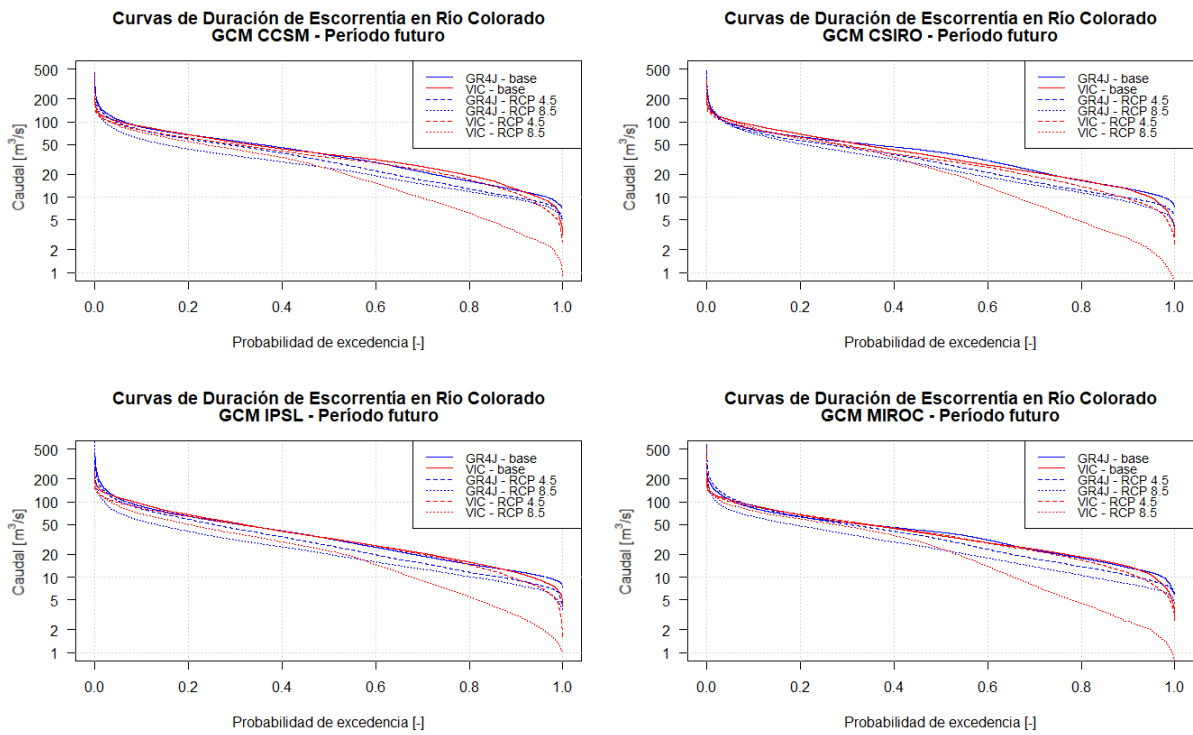 Curvas de Duración de Escorrentía en Río Colorado
GCM CCSM - Período futuro
Caudal [m³/s]
500
200
100
50
20
10
5
2
1
GR4J - base
VIC - base
GR4J - RCP 4.5
GR4J - RCP 8.5
VIC - RCP 4.5
VIC - RCP 8.5
0.0 0.2 0.4 0.6 0.8 1.0
Probabilidad de excedencia [-]
Curvas de Duración de Escorrentía en Río Colorado
GCM CSIRO - Período futuro
Caudal [m³/s]
500
200
100
50
20
10
5
2
1
GR4J - base
VIC - base
GR4J - RCP 4.5
GR4J - RCP 8.5
VIC - RCP 4.5
VIC - RCP 8.5
0.0 0.2 0.4 0.6 0.8 1.0
Probabilidad de excedencia [-]
Curvas de Duración de Escorrentía en Río Colorado
GCM IPSL - Período futuro
Caudal [m³/s]
500
200
100
50
20
10
5
2
1
GR4J - base
VIC - base
GR4J - RCP 4.5
GR4J - RCP 8.5
VIC - RCP 4.5
VIC - RCP 8.5
0.0 0.2 0.4 0.6 0.8 1.0
Probabilidad de excedencia [-]
Curvas de Duración de Escorrentía en Río Colorado
GCM MIROC - Período futuro
Caudal [m³/s]
500
200
100
50
20
10
5
2
1
GR4J - base
VIC - base
GR4J - RCP 4.5
GR4J - RCP 8.5
VIC - RCP 4.5
VIC - RCP 8.5
0.0 0.2 0.4 0.6 0.8 1.0
Probabilidad de excedencia [-]